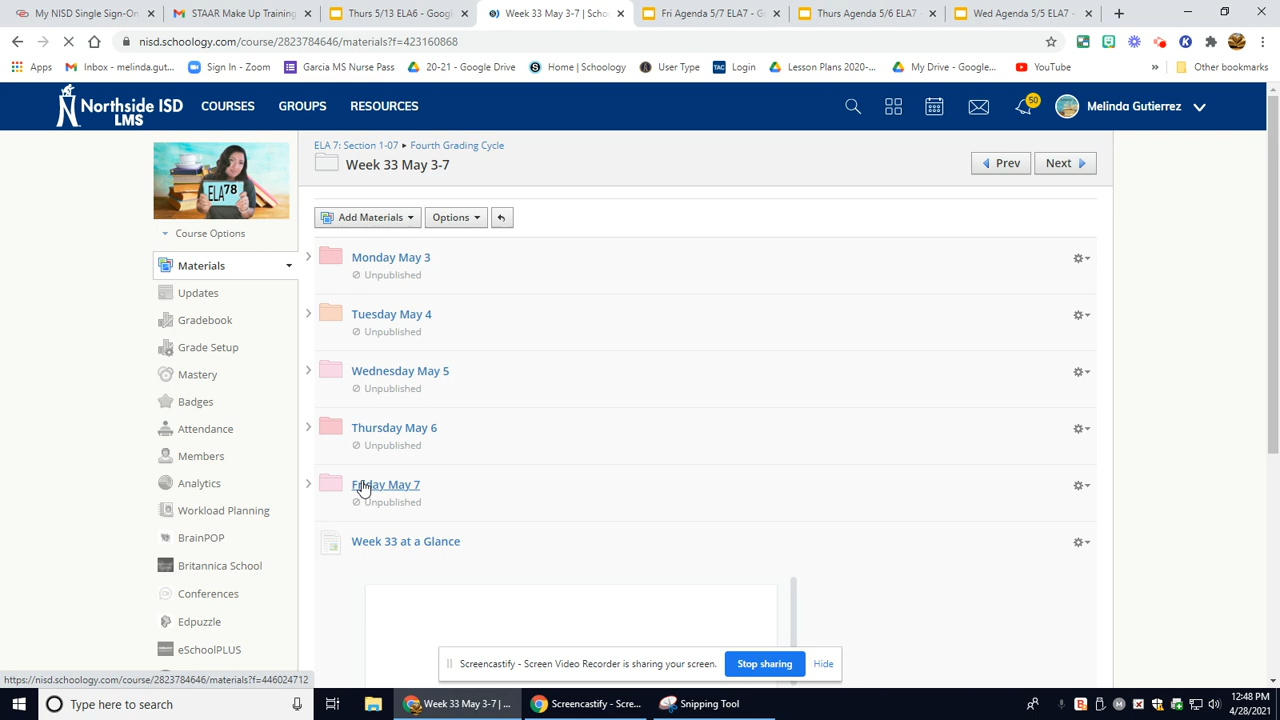 My NISD Single Sign-On
STAAR Make Up Training
Thurs 5/13 ELA6 - Google
Week 33 May 3-7 | Scho
Fri Agenda 5/7 ELA7 - Go
Thurs Agenda 5/6 ELA7
Wed Agenda 5.5 ELA7 -
nisd.schoology.com/course/2823784646/materials?f=423160868
Apps
Inbox - melinda.gut...
Sign In - Zoom
Garcia MS Nurse Pass
20-21 - Google Drive
Home | Schoology
User Type
TAC Login
Lesson Plans 2020-...
My Drive - Google...
YouTube
»
Other bookmarks
Northside ISD
LMS
COURSES
GROUPS
RESOURCES
50
Melinda Gutierrez
ELA 7: Section 1-07 ▸ Fourth Grading Cycle
Week 33 May 3-7
Prev
Next
ELA 78
Course Options
Add Materials
Options
Materials
Updates
Gradebook
Grade Setup
Mastery
Badges
Attendance
Members
Analytics
Workload Planning
BrainPOP
Britannica School
Conferences
Edpuzzle
eSchoolPLUS
Monday May 3
Unpublished
Tuesday May 4
Unpublished
Wednesday May 5
Unpublished
Thursday May 6
Unpublished
Friday May 7
Unpublished
Week 33 at a Glance
Screencastify - Screen Video Recorder is sharing your screen.
Stop sharing
Hide
https://nisd.schoology.com/course/2823784646/materials?f=446024712
Type here to search
Week 33 May 3-7 | ...
Screencastify - Scre...
Snipping Tool
12:48 PM
4/28/2021